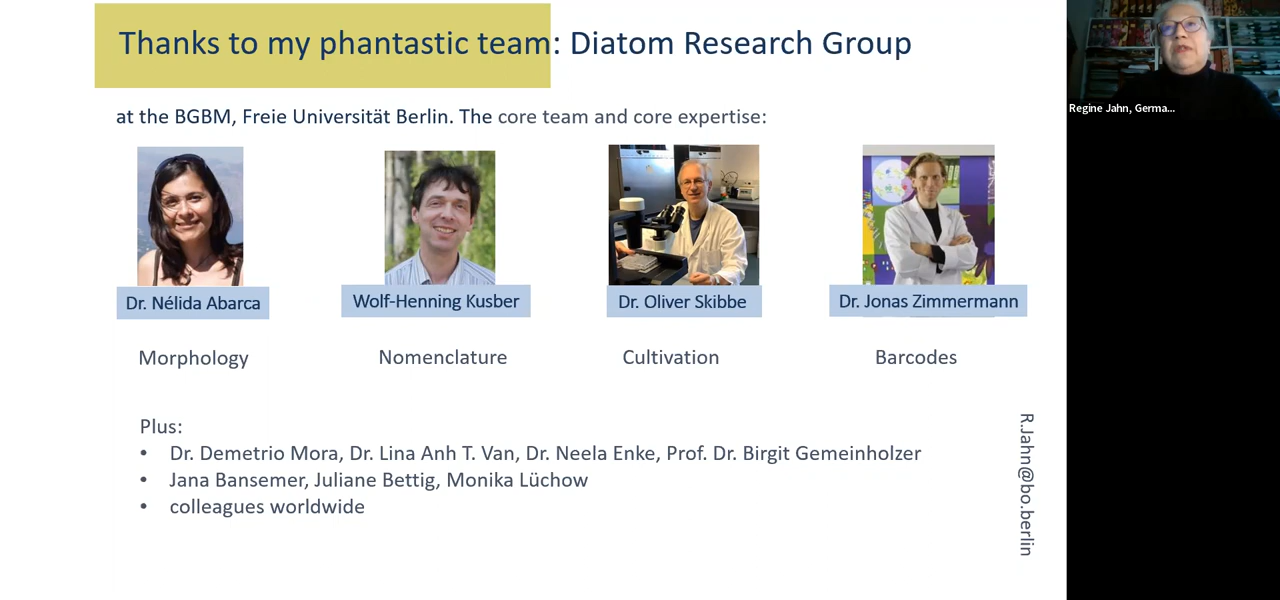 Thanks to my phantastic team: Diatom Research Group
at the BGBM, Freie Universität Berlin. The core team and core expertise:
Dr. Nélida Abarca
Wolf-Henning Kusber
Dr. Oliver Skibbe
Dr. Jonas Zimmermann
Morphology
Nomenclature
Cultivation
Barcodes
Plus:
• Dr. Demetrio Mora, Dr. Lina Anh T. Van, Dr. Neela Enke, Prof. Dr. Birgit Gemeinholzer
• Jana Bansemer, Juliane Bettig, Monika Lüchow
• colleagues worldwide
R.Jahn@bo.berlin
Regine Jahn, Germa...